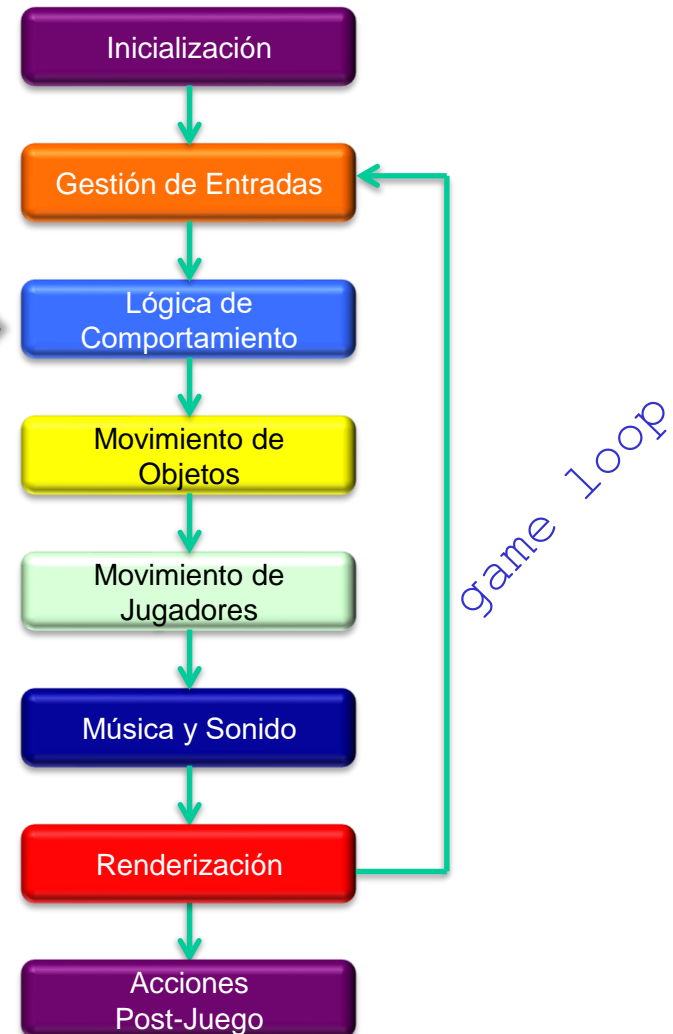 Inicialización
Gestión de Entradas
Lógica de
Comportamiento
Movimiento de
Objetos
Movimiento de
Jugadores
Música y Sonido
Renderización
Acciones
Post-Juego
game loop